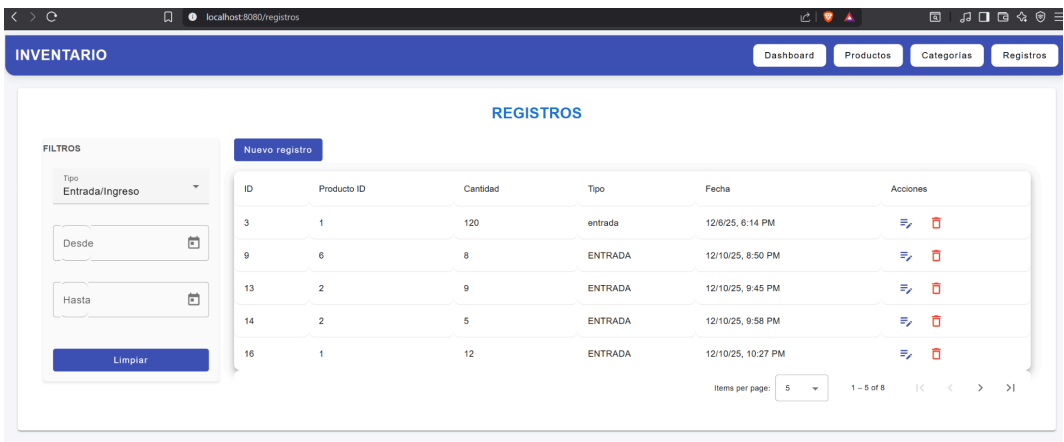 localhost:8080/registros
INVENTARIO
Dashboard
Productos
Categorías
Registros
REGISTROS
FILTROS
Tipo
Entrada/Ingreso
Desde
Hasta
Limpiar
Nuevo registro
ID Producto ID Cantidad Tipo Fecha Acciones
3 1 120 entrada 12/6/25, 6:14 PM
9 6 8 ENTRADA 12/10/25, 8:50 PM
13 2 9 ENTRADA 12/10/25, 9:45 PM
14 2 5 ENTRADA 12/10/25, 9:58 PM
16 1 12 ENTRADA 12/10/25, 10:27 PM
Items per page: 5 1 – 5 of 8